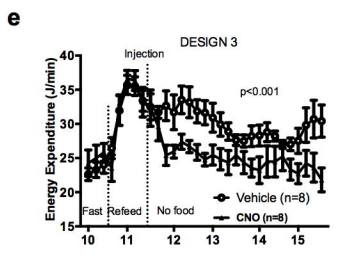 e
DESIGN 3
Injection
Energy Expenditure (J/min)
40
35
30
25
20
15
p<0.001
Fast Refeed No food
Vehicle (n=8)
CNO (n=8)
10 11 12 13 14 15